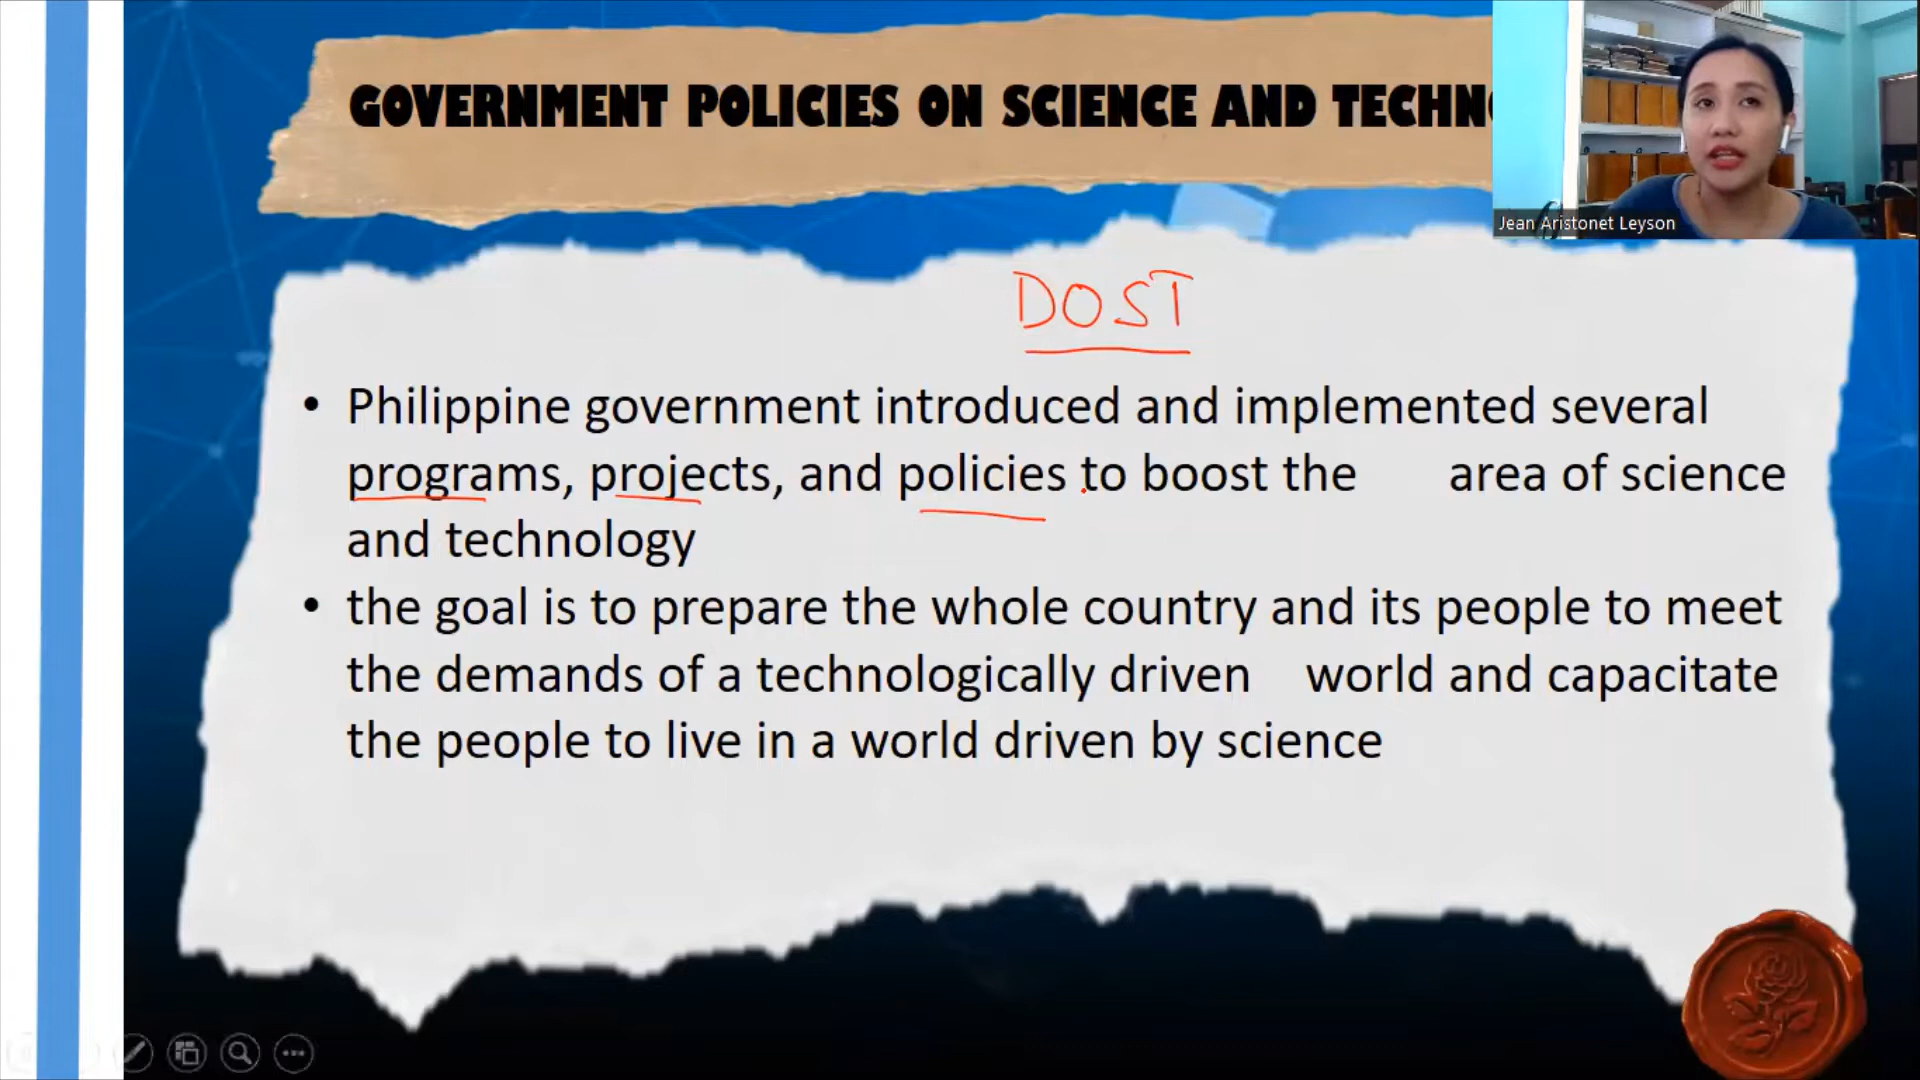 GOVERNMENT POLICIES ON SCIENCE AND TECHN
Jean Aristonet Leyson
DOST
• Philippine government introduced and implemented several
programs, projects, and policies to boost the area of science
and technology
• the goal is to prepare the whole country and its people to meet
the demands of a technologically driven world and capacitate
the people to live in a world driven by science